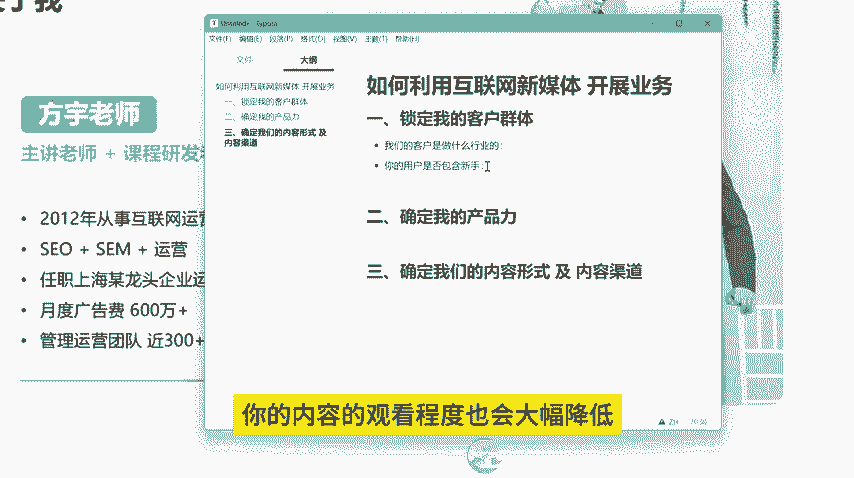 方宇老师
主讲老师 + 课程研发
• 2012年从事互联网运营
• SEO + SEM + 运营
• 任职上海某龙头企业运
• 月度广告费 600万+
• 管理运营团队 近300+
文件(F) 编辑(E) 段落(P) 格式(O) 视图(V) 主题(T) 帮助(H)
文件 大纲
如何利用互联网新媒体 开展业务
一、锁定我的客户群体
二、确定我的产品力
三、确定我们的内容形式 及
内容渠道
如何利用互联网新媒体 开展业务
一、锁定我的客户群体
• 我们的客户是做什么行业的:
• 你的用户是否包含新手:
二、确定我的产品力
三、确定我们的内容形式 及 内容渠道
你的内容的观看程度也会大幅降低